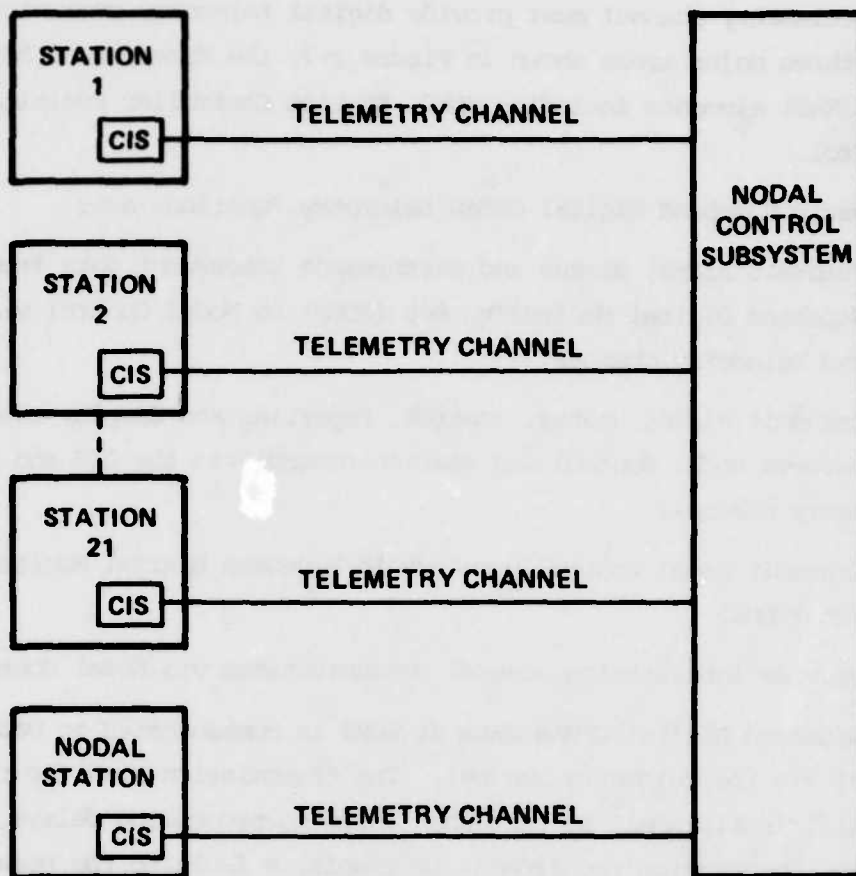 STATION
1
CIS
TELEMETRY CHANNEL
NODAL
CONTROL
SUBSYSTEM
STATION
2
CIS
TELEMETRY CHANNEL
STATION
21
CIS
TELEMETRY CHANNEL
NODAL
STATION
CIS
TELEMETRY CHANNEL